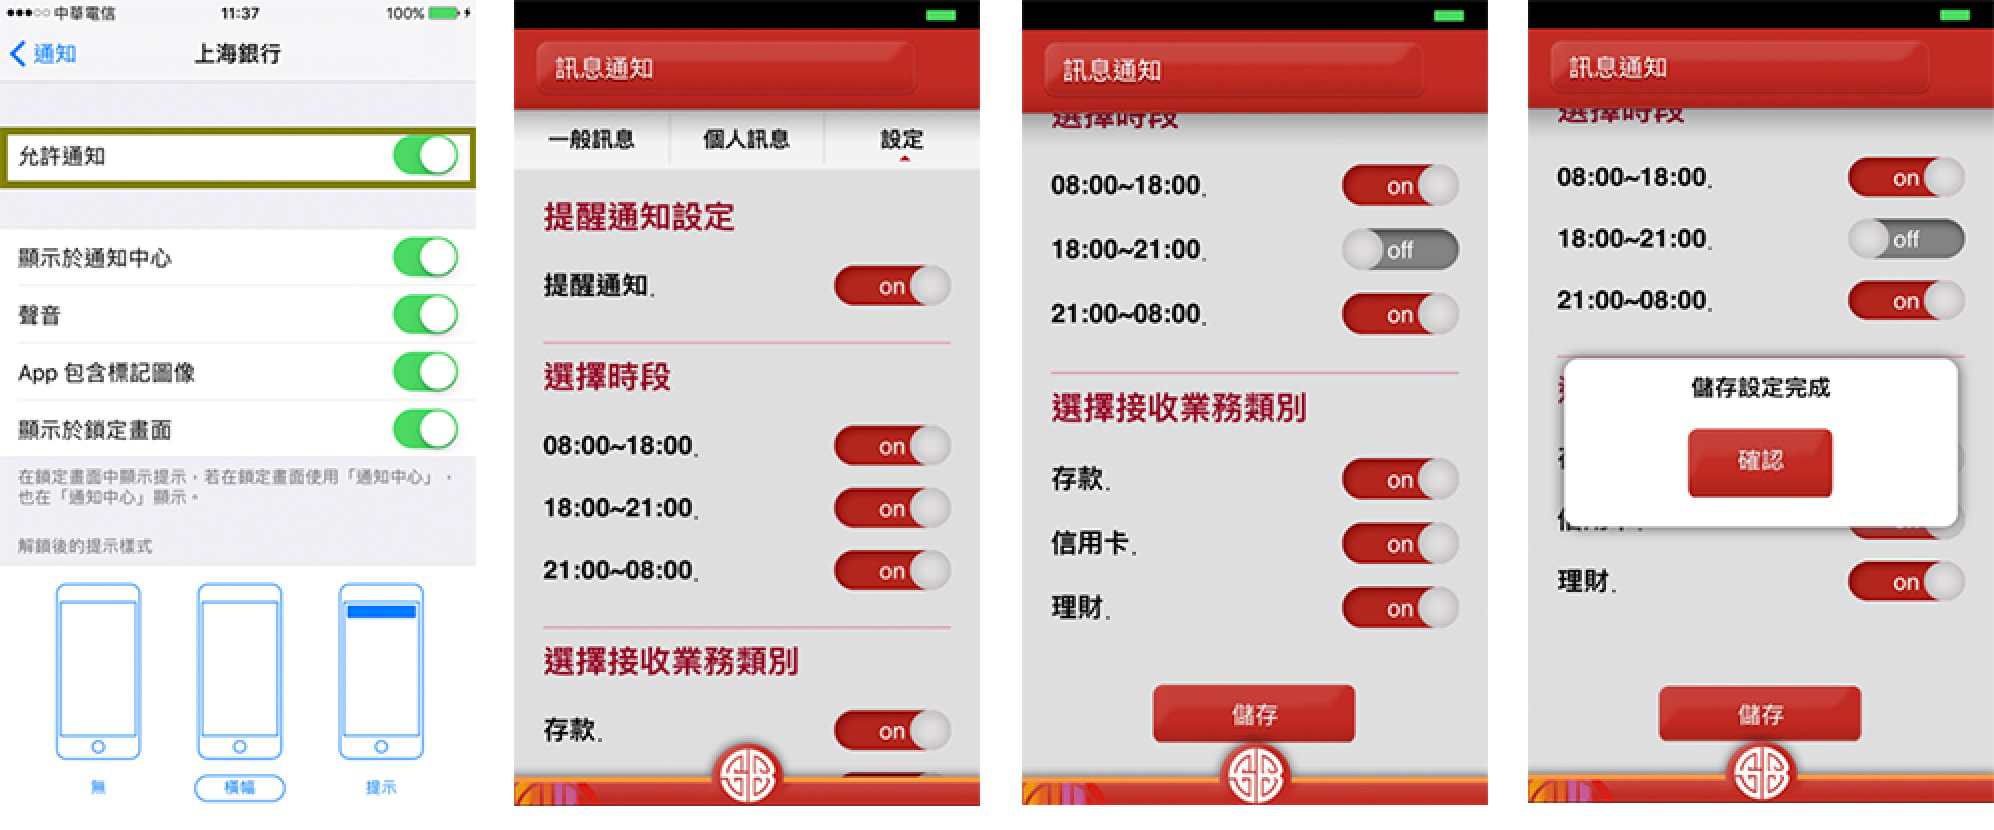 中華電信 11:37 100%
通知 上海銀行
允許通知
顯示於通知中心
聲音
App 包含標記圖像
顯示於鎖定畫面
在鎖定畫面中顯示提示，若在鎖定畫面使用「通知中心」，
也在「通知中心」顯示。
解鎖後的提示樣式
無 橫幅 提示
訊息通知
一般訊息 個人訊息 設定
提醒通知設定
提醒通知. on
選擇時段
08:00~18:00. on
18:00~21:00. on
21:00~08:00. on
選擇接收業務類別
存款. on
訊息通知
選擇時段
08:00~18:00. on
18:00~21:00. off
21:00~08:00. on
選擇接收業務類別
存款. on
信用卡. on
理財. on
儲存
訊息通知
選擇時段
08:00~18:00. on
18:00~21:00. off
21:00~08:00. on
儲存設定完成
確認
信用卡.
理財. on
儲存